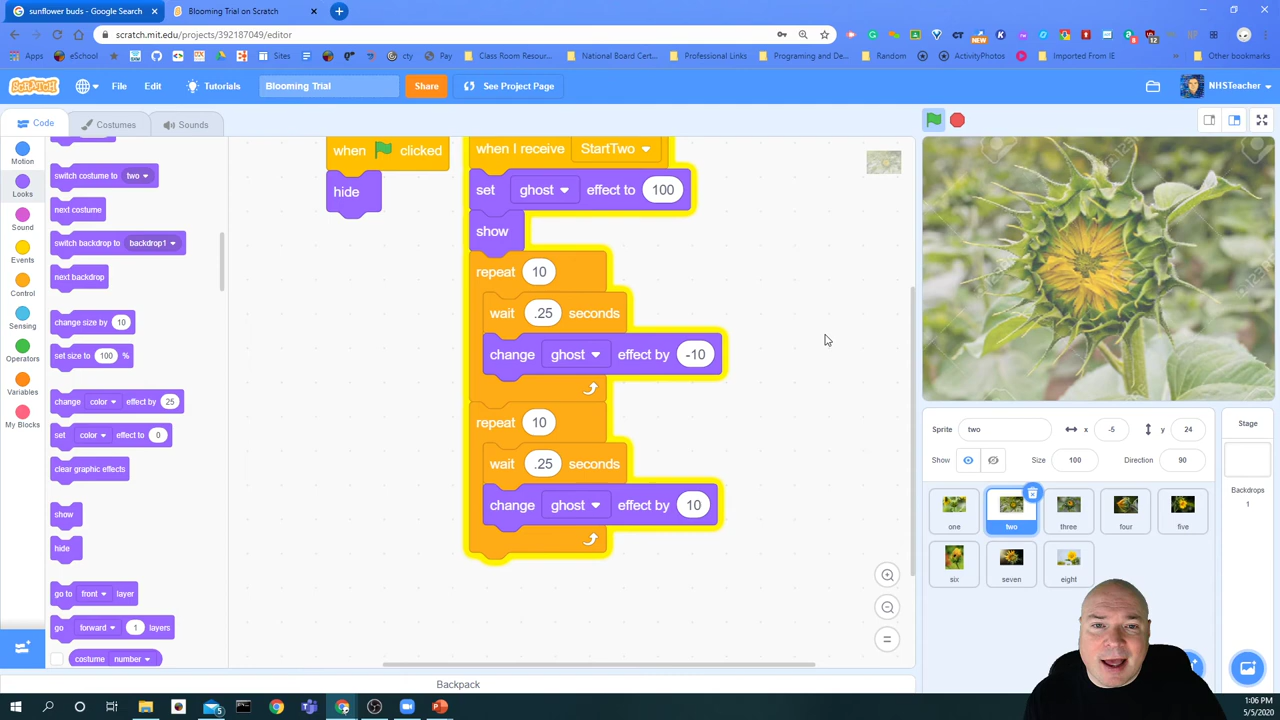 sunflower buds - Google Search
Blooming Trial on Scratch
scratch.mit.edu/projects/392187049/editor
Apps
eSchool
Sites
cty
Pay
Class Room Resour...
National Board Cert...
Professional Links
Programing and De...
Random
ActivityPhotos
Imported From IE
Other bookmarks
SCRATCH
File
Edit
Tutorials
Blooming Trial
Share
See Project Page
NHSTeacher
Code
Costumes
Sounds
Motion
Looks
Sound
Events
Control
Sensing
Operators
Variables
My Blocks
switch costume to two
next costume
switch backdrop to backdrop1
next backdrop
change size by 10
set size to 100 %
change color effect by 25
set color effect to 0
clear graphic effects
show
hide
go to front layer
go forward 1 layers
costume number
when clicked
hide
when I receive StartTwo
set ghost effect to 100
show
repeat 10
wait .25 seconds
change ghost effect by -10
repeat 10
wait .25 seconds
change ghost effect by 10
Backpack
Sprite two x -5 y 24
Show Size 100 Direction 90
one
two
three
four
five
six
seven
eight
Stage
Backdrops
1
1:06 PM
5/5/2020